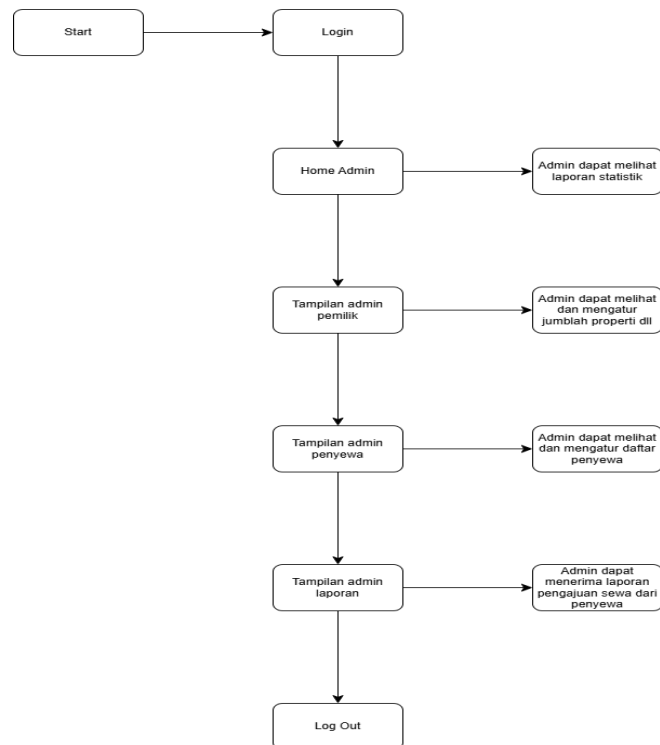 Start
Login
Home Admin
Admin dapat melihat
laporan statistik
Tampilan admin
pemilik
Admin dapat melihat
dan mengatur
jumlah properti dll
Tampilan admin
penyewa
Admin dapat melihat
dan mengatur daftar
penyewa
Tampilan admin
laporan
Admin dapat
menerima laporan
pengajuan sewa dari
penyewa
Log Out